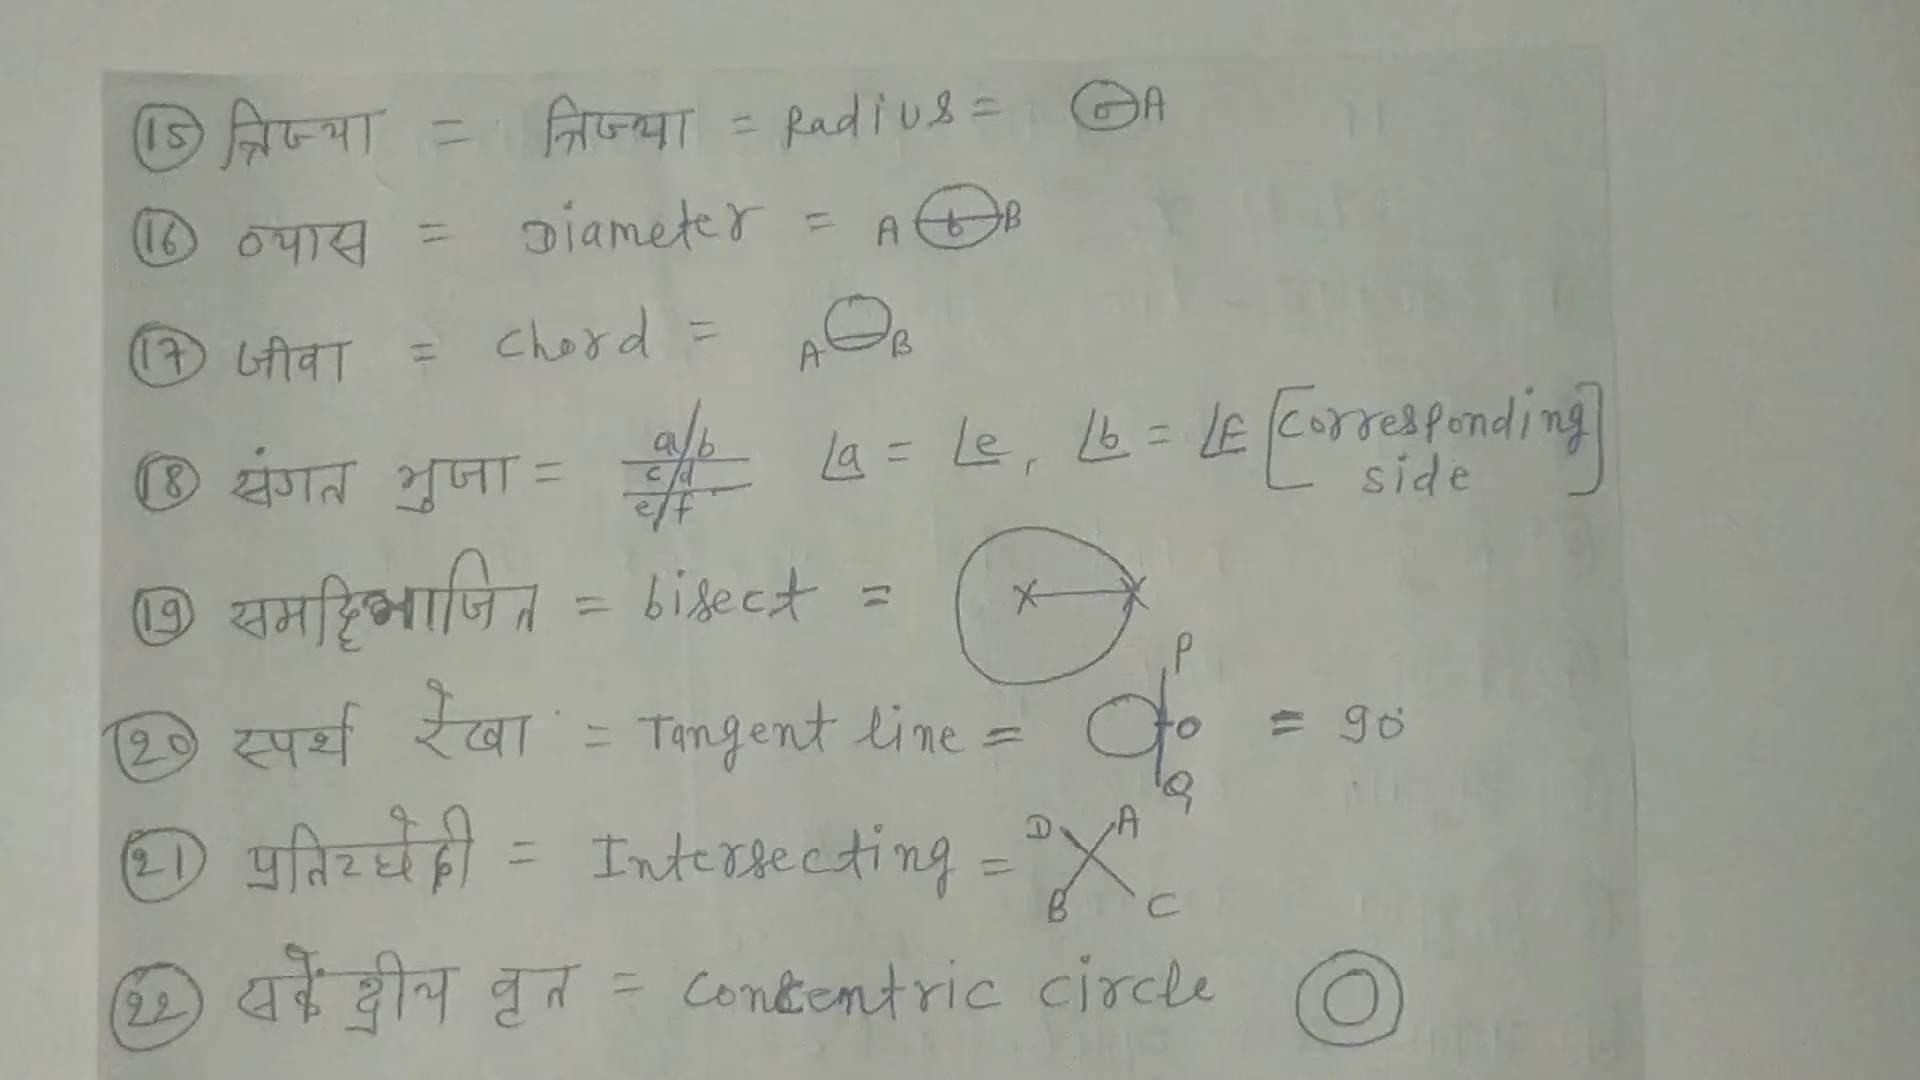 (15) त्रिज्या = त्रिज्या = Radius = O A
(16) व्यास = Diameter = A O B
(17) जीवा = chord = A B
(18) संगत भुजा = a/b c/d e/f ∠a = ∠e, ∠b = ∠F [corresponding side]
(19) समद्विभाजित = bisect =
(20) स्पर्श रेखा = Tangent line = P O Q = 90°
(21) प्रतिच्छेदी = Intersecting = D A B C
(22) सकेंद्रीय वृत = concentric circle